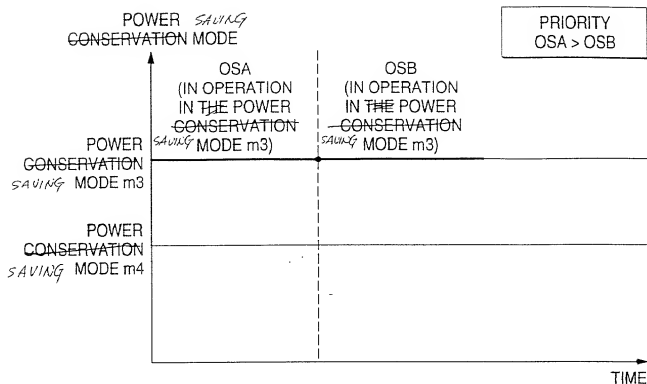 POWER SAVING
CONSERVATION MODE
PRIORITY
OSA > OSB
OSA
(IN OPERATION
IN THE POWER
CONSERVATION
SAVING MODE m3)
OSB
(IN OPERATION
IN THE POWER
CONSERVATION
SAVING MODE m3)
POWER
CONSERVATION
SAVING MODE m3
POWER
CONSERVATION
SAVING MODE m4
TIME